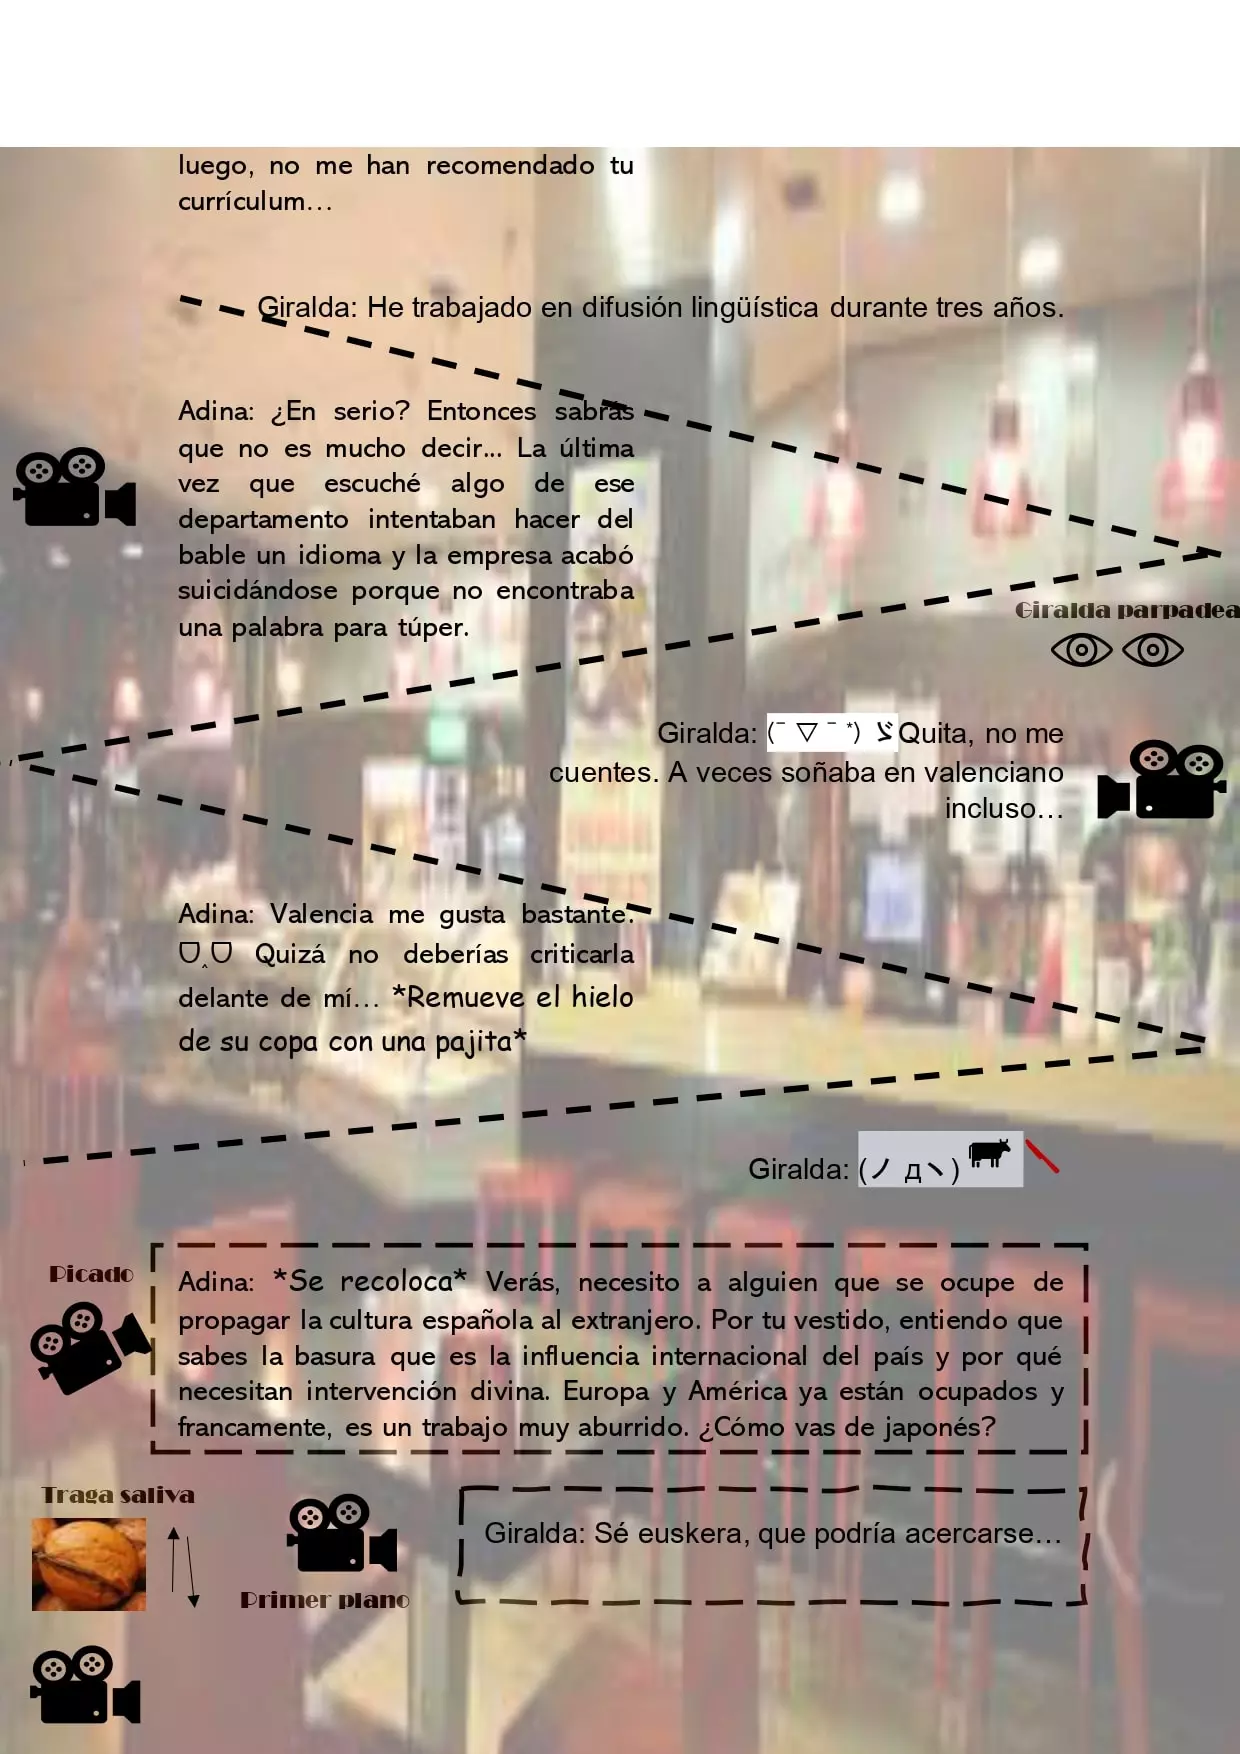 luego, no me han recomendado tu
currículum…
Giralda: He trabajado en difusión lingüística durante tres años.
Adina: ¿En serio? Entonces sabrás
que no es mucho decir... La última
vez que escuché algo de ese
departamento intentaban hacer del
bable un idioma y la empresa acabó
suicidándose porque no encontraba
una palabra para túper.
Giralda parpadea
Giralda: (¯ ▽ ¯ *) ゞQuita, no me
cuentes. A veces soñaba en valenciano
incluso…
Adina: Valencia me gusta bastante.
ᗜ‸ᗜ Quizá no deberías criticarla
delante de mí… *Remueve el hielo
de su copa con una pajita*
Giralda: (ノ дヽ)
Picado
Adina: *Se recoloca* Verás, necesito a alguien que se ocupe de
propagar la cultura española al extranjero. Por tu vestido, entiendo que
sabes la basura que es la influencia internacional del país y por qué
necesitan intervención divina. Europa y América ya están ocupados y
francamente, es un trabajo muy aburrido. ¿Cómo vas de japonés?
Traga saliva
Giralda: Sé euskera, que podría acercarse…
Primer plano